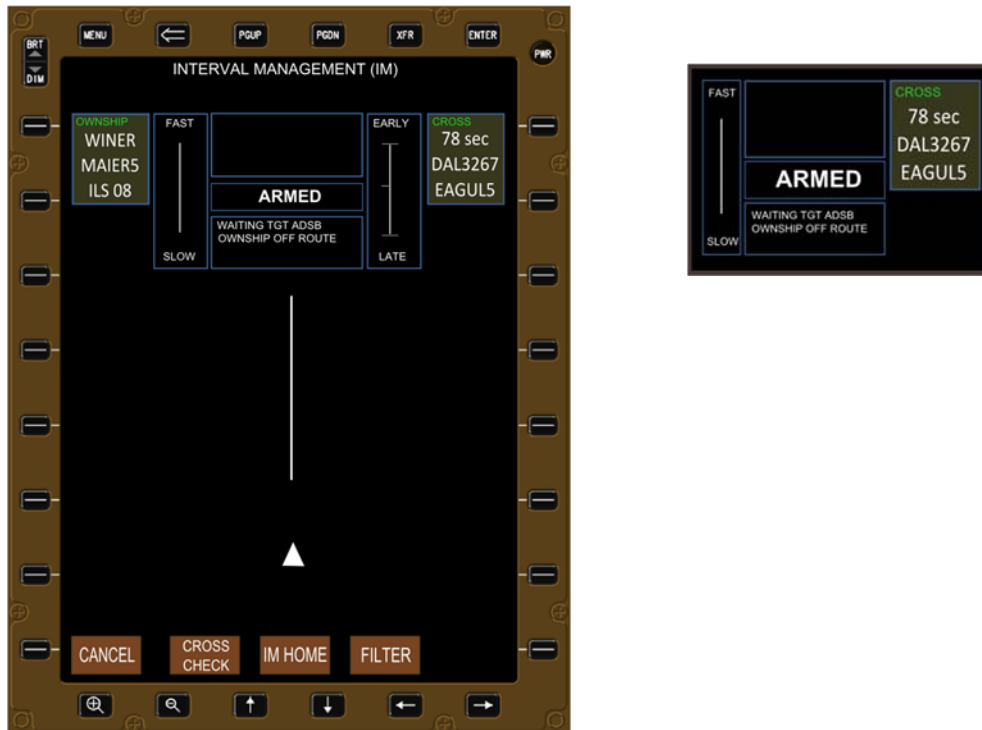 BRT
DIM
MENU
PGUP
PGDN
XFR
ENTER
PWR
INTERVAL MANAGEMENT (IM)
OWNSHIP
WINER
MAIER5
ILS 08
FAST
SLOW
ARMED
WAITING TGT ADSB
OWNSHIP OFF ROUTE
EARLY
LATE
CROSS
78 sec
DAL3267
EAGUL5
CANCEL
CROSS
CHECK
IM HOME
FILTER
FAST
SLOW
ARMED
WAITING TGT ADSB
OWNSHIP OFF ROUTE
CROSS
78 sec
DAL3267
EAGUL5